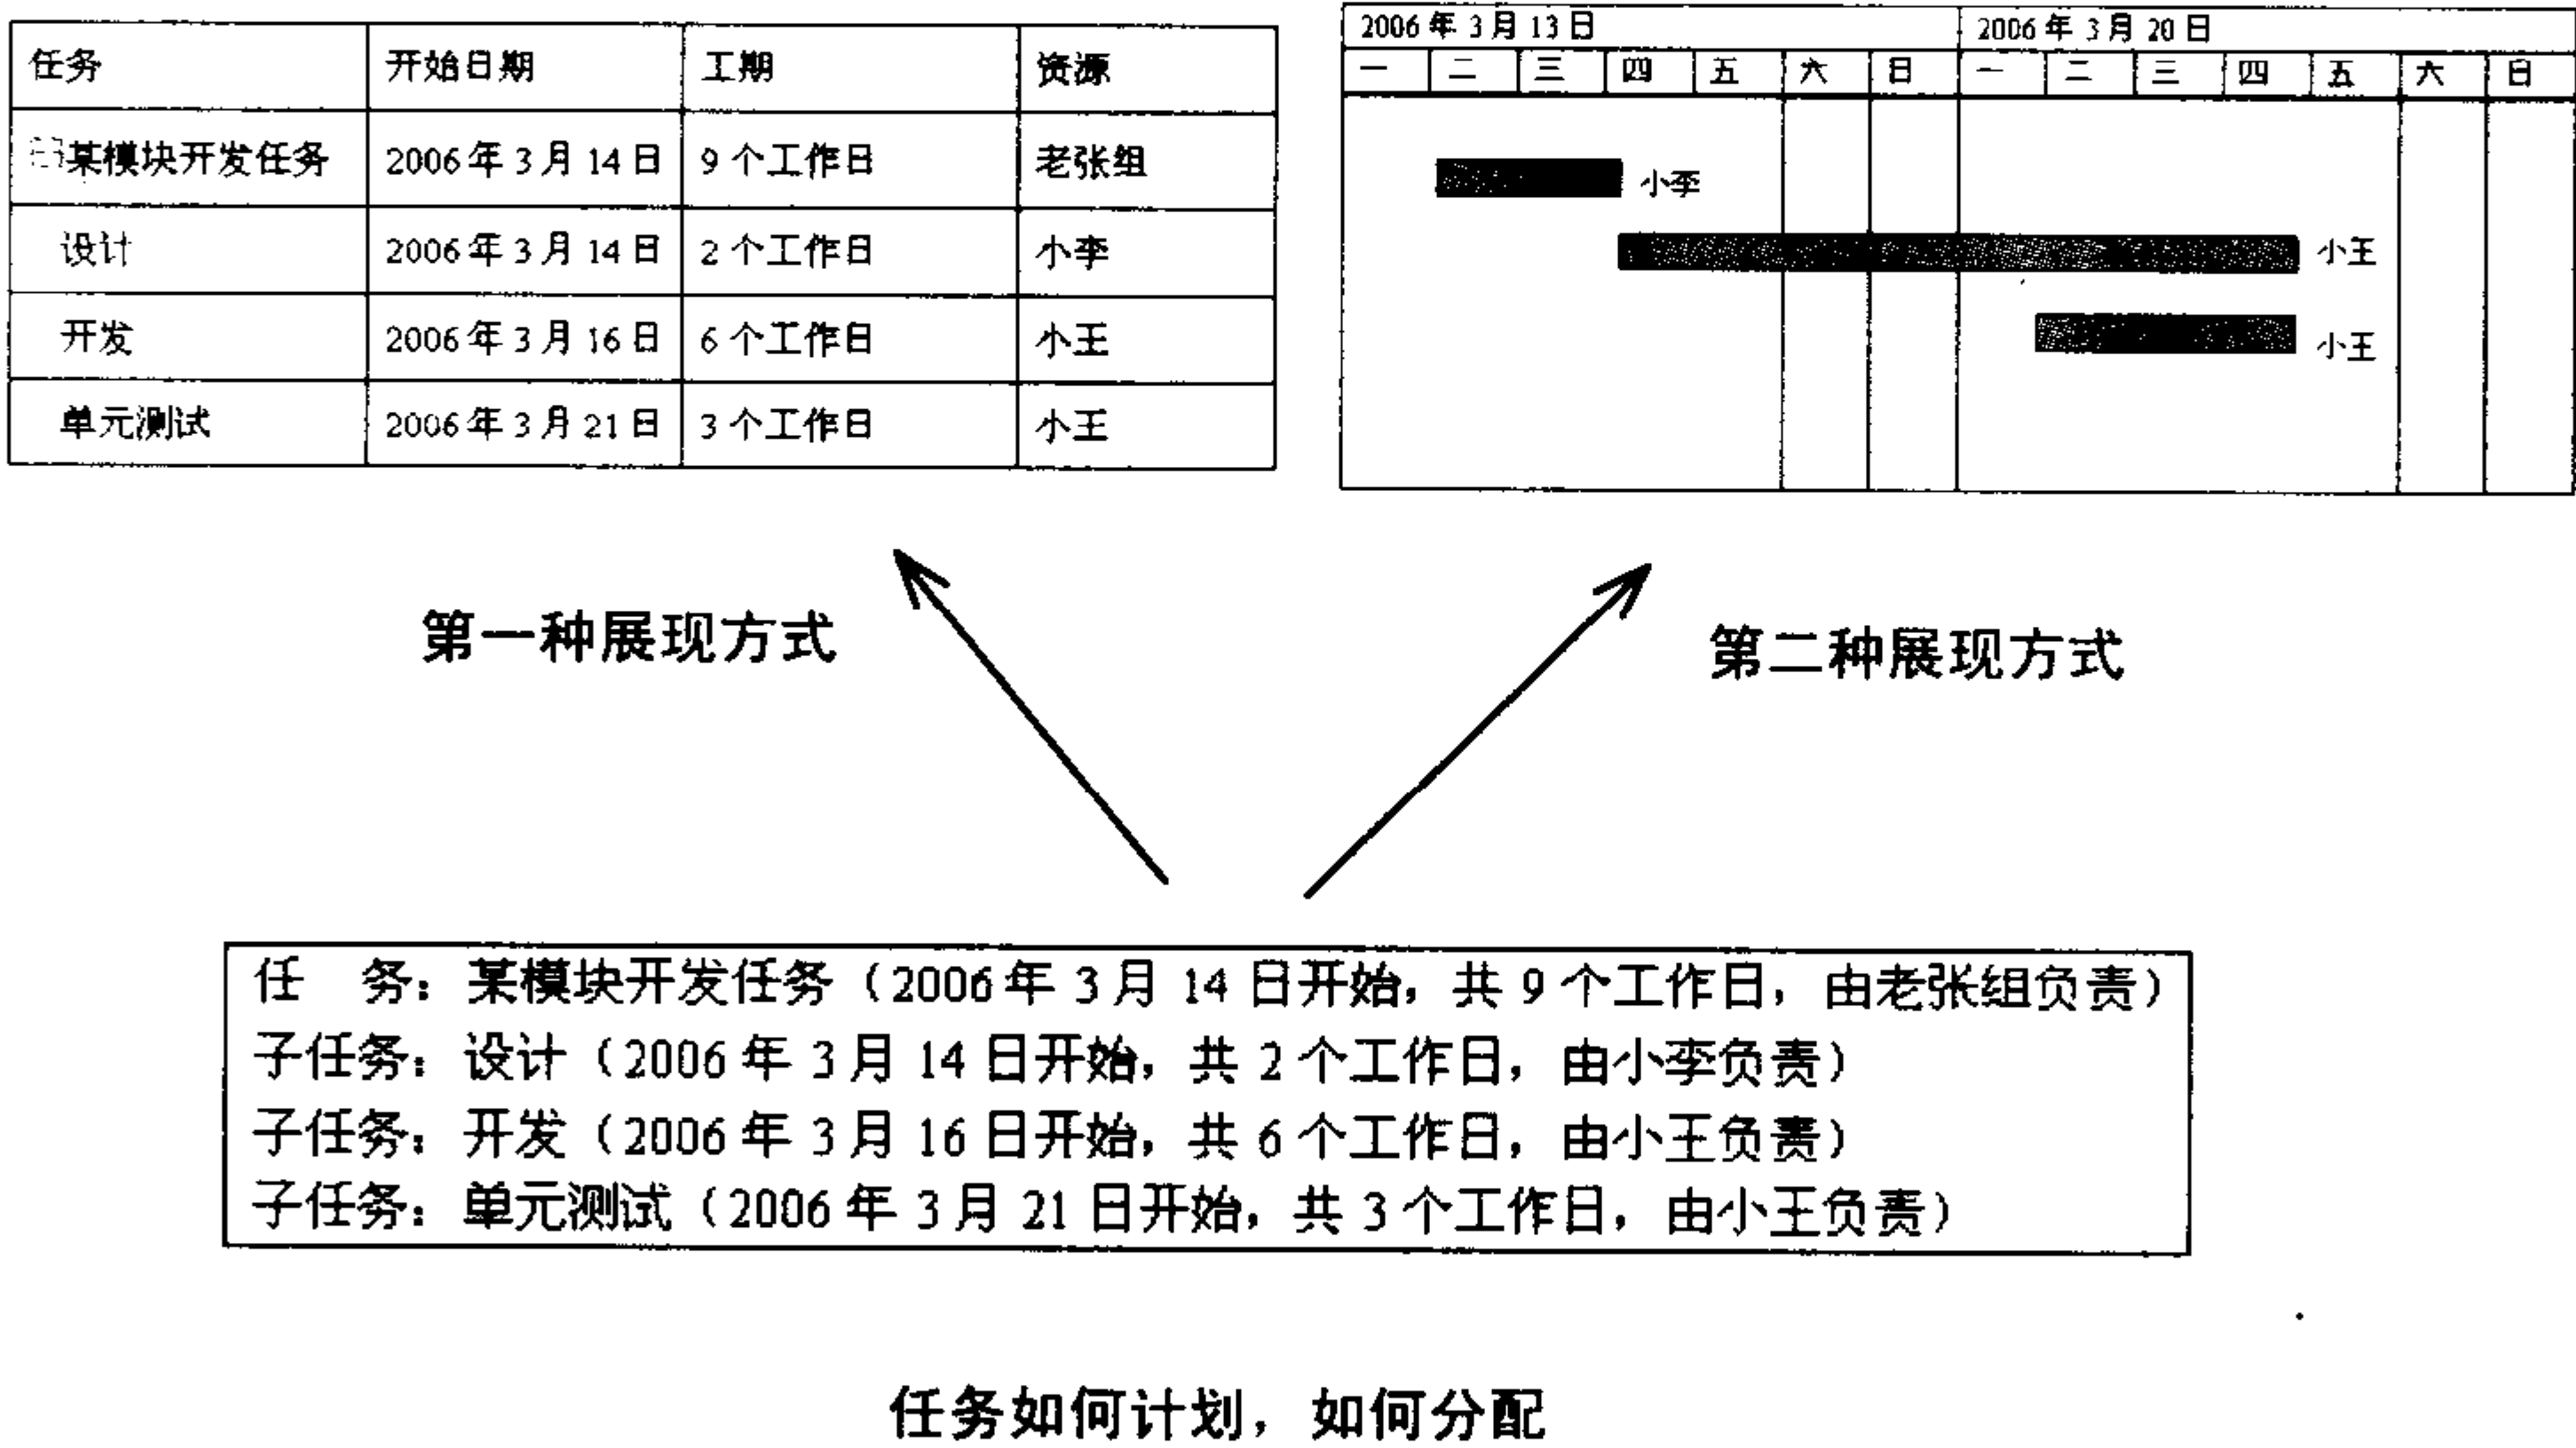 任务 开始日期 工期 资源
某模块开发任务 2006年3月14日 9个工作日 老张组
设计 2006年3月14日 2个工作日 小李
开发 2006年3月16日 6个工作日 小王
单元测试 2006年3月21日 3个工作日 小王
2006年3月13日 2006年3月20日
一 二 三 四 五 六 日 一 二 三 四 五 六 日
小李
小王
小王
第一种展现方式
第二种展现方式
任 务：某模块开发任务（2006年3月14日开始，共9个工作日，由老张组负责）
子任务：设计（2006年3月14日开始，共2个工作日，由小李负责）
子任务：开发（2006年3月16日开始，共6个工作日，由小王负责）
子任务：单元测试（2006年3月21日开始，共3个工作日，由小王负责）
任务如何计划，如何分配